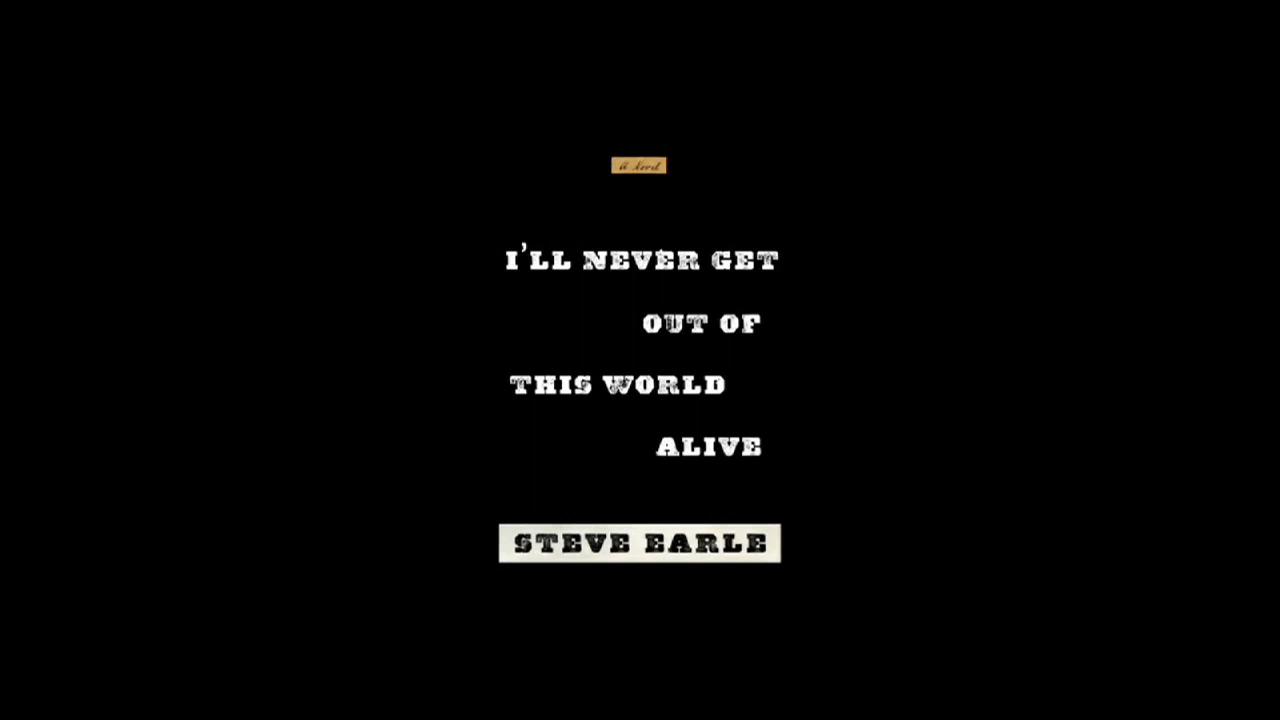 a novel
I'LL NEVER GET
OUT OF
THIS WORLD
ALIVE
STEVE EARLE